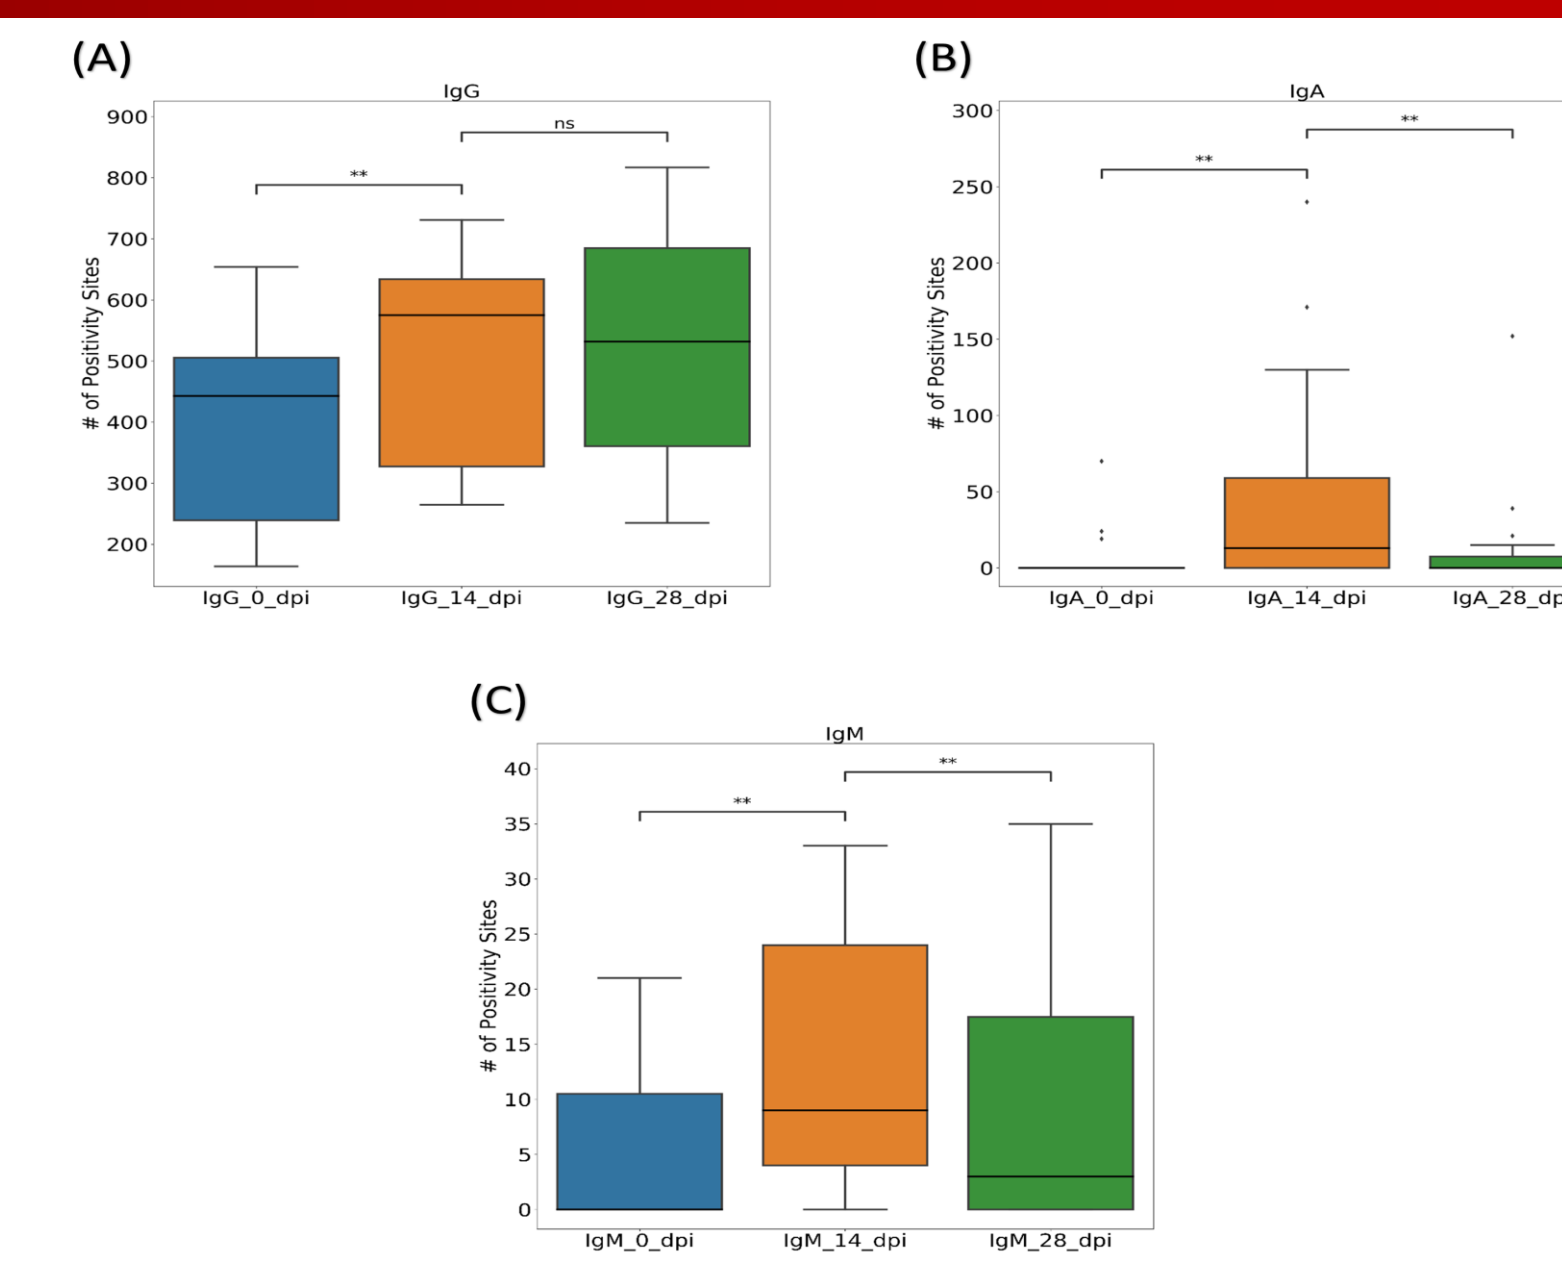 (A)
(B)
IgG
IgA
900
800
700
600
500
400
300
200
# of Positivity Sites
**
ns
IgG_0_dpi
IgG_14_dpi
IgG_28_dpi
300
250
200
150
100
50
0
# of Positivity Sites
**
**
IgA_0_dpi
IgA_14_dpi
IgA_28_dp
(C)
IgM
40
35
30
25
20
15
10
5
0
# of Positivity Sites
**
**
IgM_0_dpi
IgM_14_dpi
IgM_28_dpi